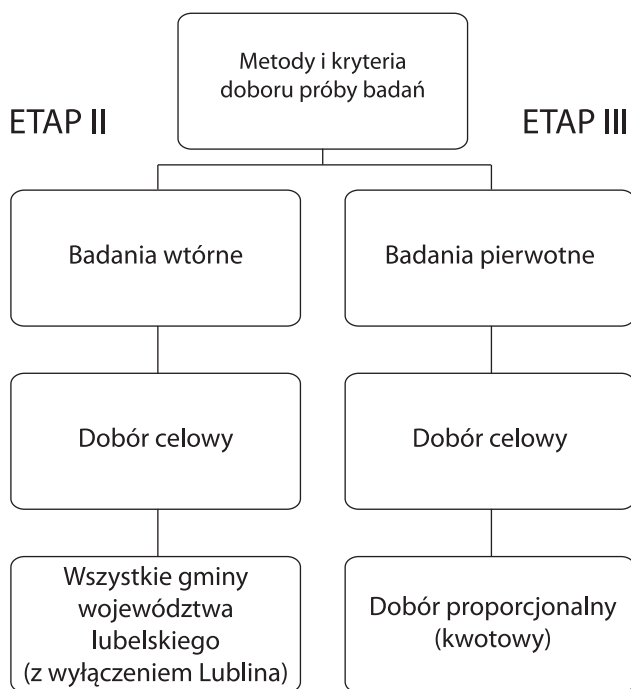 Metody i kryteria
doboru próby badań
ETAP II
ETAP III
Badania wtórne
Badania pierwotne
Dobór celowy
Dobór celowy
Wszystkie gminy
województwa
lubelskiego
(z wyłączeniem Lublina)
Dobór proporcjonalny
(kwotowy)